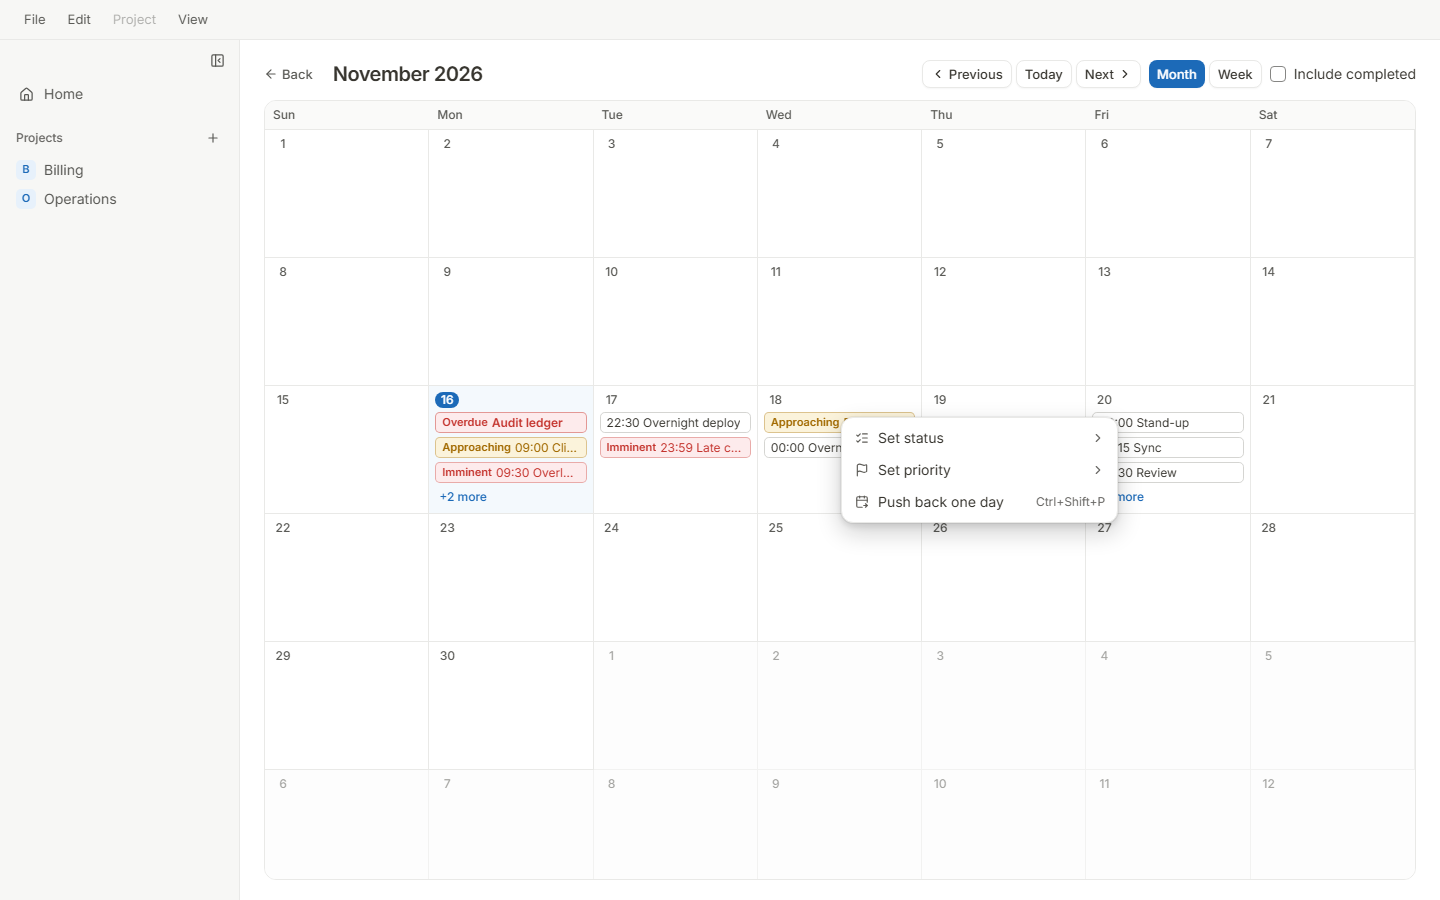 File Edit Project View
Home
Projects
B Billing
O Operations
Back November 2026 Previous Today Next Month Week Include completed
Sun Mon Tue Wed Thu Fri Sat
1 2 3 4 5 6 7
8 9 10 11 12 13 14
15 16 17 18 19 20 21
Overdue Audit ledger
Approaching 09:00 Cli...
Imminent 09:30 Overl...
+2 more
22:30 Overnight deploy
Imminent 23:59 Late c...
Approaching
00:00 Overn
Stand-up
Sync
Review
more
Set status
Set priority
Push back one day Ctrl+Shift+P
22 23 24 25 26 27 28
29 30 1 2 3 4 5
6 7 8 9 10 11 12